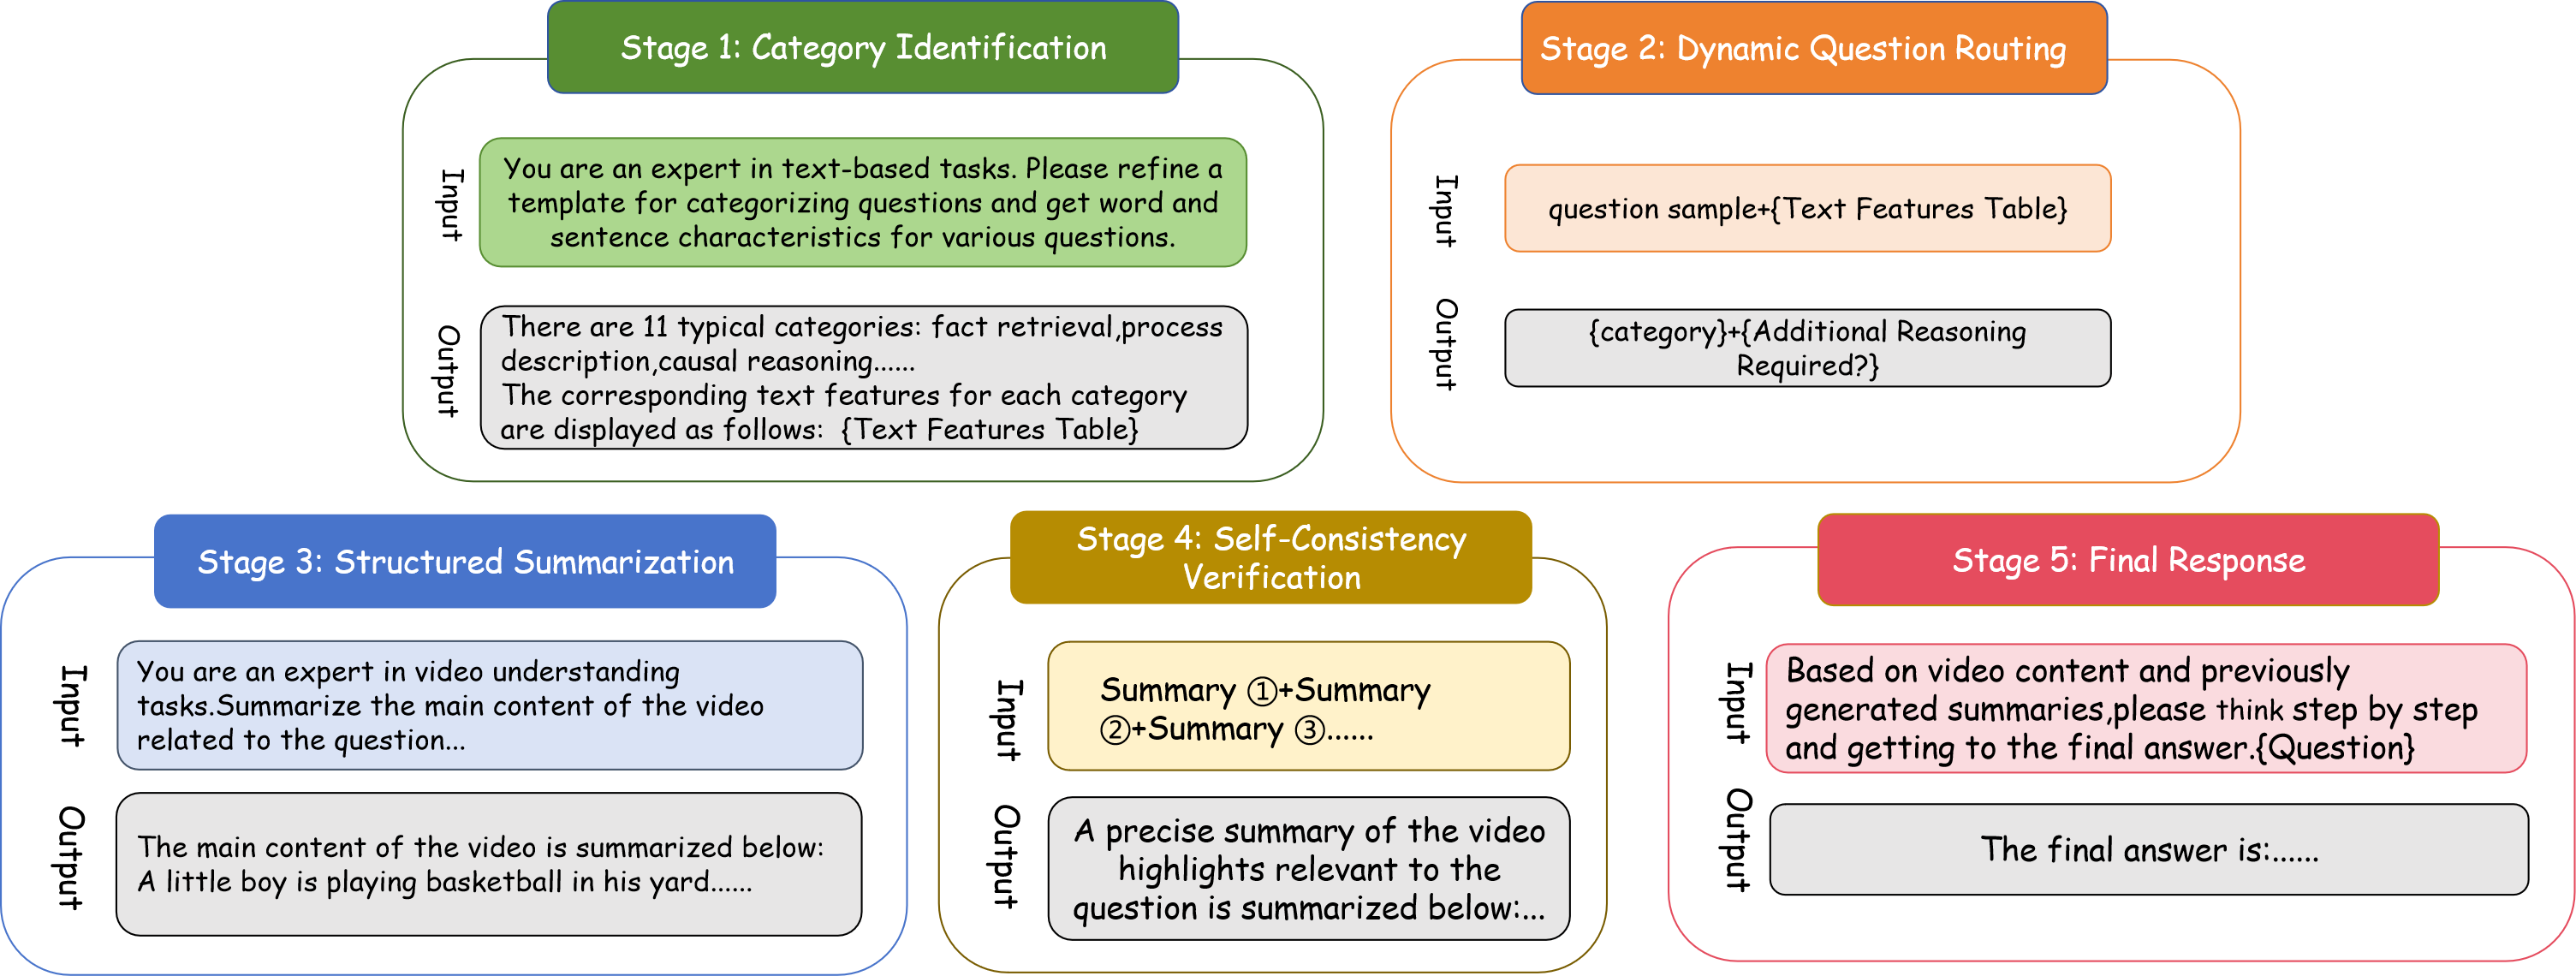 Stage 1: Category Identification
Input
You are an expert in text-based tasks. Please refine a
template for categorizing questions and get word and
sentence characteristics for various questions.
Output
There are 11 typical categories: fact retrieval,process
description,causal reasoning......
The corresponding text features for each category
are displayed as follows: {Text Features Table}
Stage 2: Dynamic Question Routing
Input
question sample+{Text Features Table}
Output
{category}+{Additional Reasoning
Required?}
Stage 3: Structured Summarization
Input
You are an expert in video understanding
tasks.Summarize the main content of the video
related to the question...
Output
The main content of the video is summarized below:
A little boy is playing basketball in his yard......
Stage 4: Self-Consistency
Verification
Input
Summary ①+Summary
②+Summary ③......
Output
A precise summary of the video
highlights relevant to the
question is summarized below:...
Stage 5: Final Response
Input
Based on video content and previously
generated summaries,please think step by step
and getting to the final answer.{Question}
Output
The final answer is:......